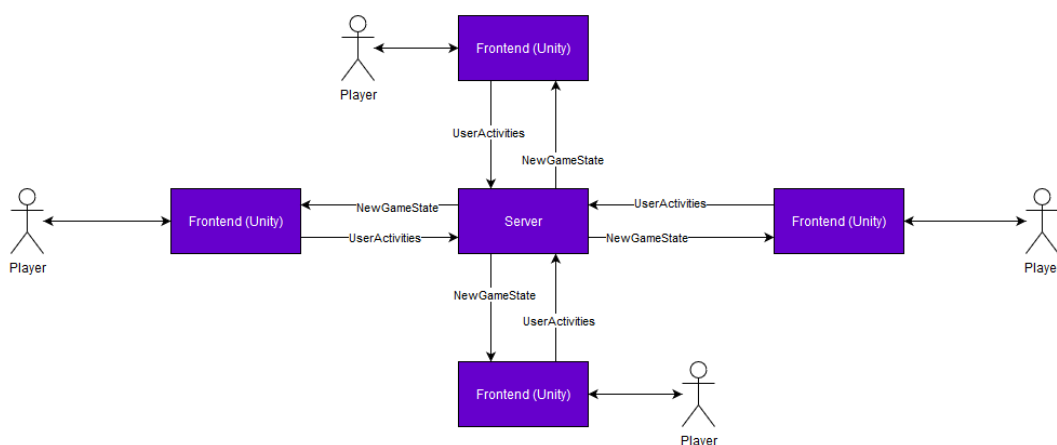 Frontend (Unity)
Player
UserActivities
NewGameState
Frontend (Unity)
NewGameState
UserActivities
Player
Server
UserActivities
NewGameState
Frontend (Unity)
Player
NewGameState
UserActivities
Frontend (Unity)
Player